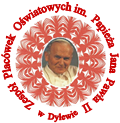 Zespół Placówek Oświatowych im. Papieża Jana Pawła II
w Dylewie